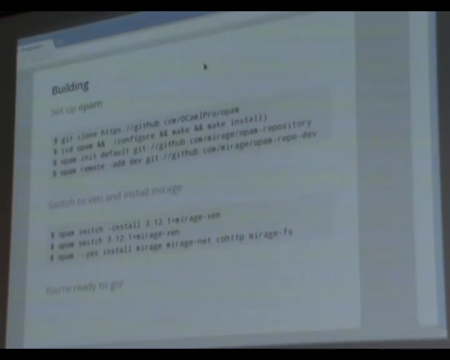 Building
Set up opam
$ git clone https://github.com/OCamlPro/opam
$ (cd opam && ./configure && make && make install)
$ opam init default git://github.com/mirage/opam-repository
$ opam remote -add dev git://github.com/mirage/opam-repo-dev
Switch to xen and install mirage
$ opam switch -install 3.12.1+mirage-xen
$ opam switch 3.12.1+mirage-xen
$ opam --yes install mirage mirage-net cohttp mirage-fs
You're ready to go!